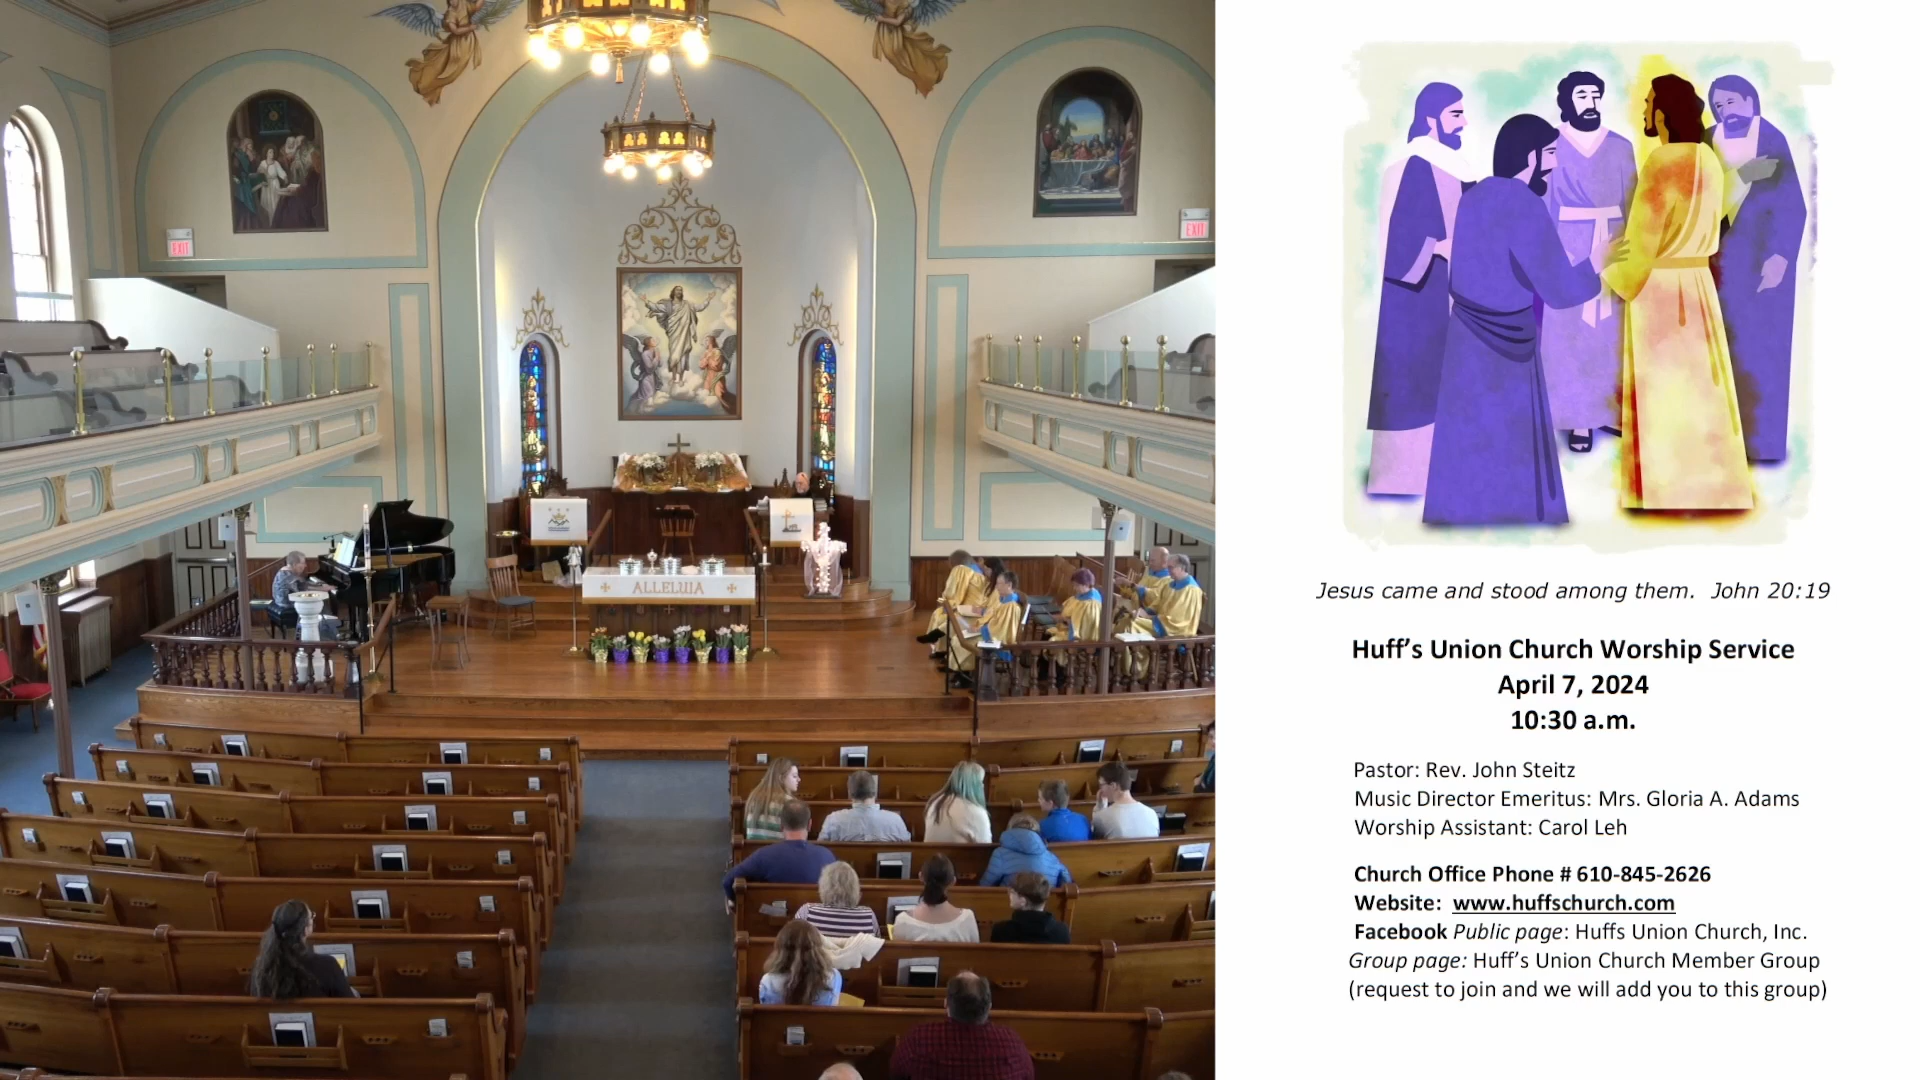 EXIT
EXIT
ALLELUIA
Jesus came and stood among them.  John 20:19
Huff’s Union Church Worship Service
April 7, 2024
10:30 a.m.
Pastor: Rev. John Steitz
Music Director Emeritus: Mrs. Gloria A. Adams
Worship Assistant: Carol Leh
Church Office Phone # 610-845-2626
Website:  www.huffschurch.com
Facebook Public page: Huffs Union Church, Inc.
Group page: Huff’s Union Church Member Group
(request to join and we will add you to this group)